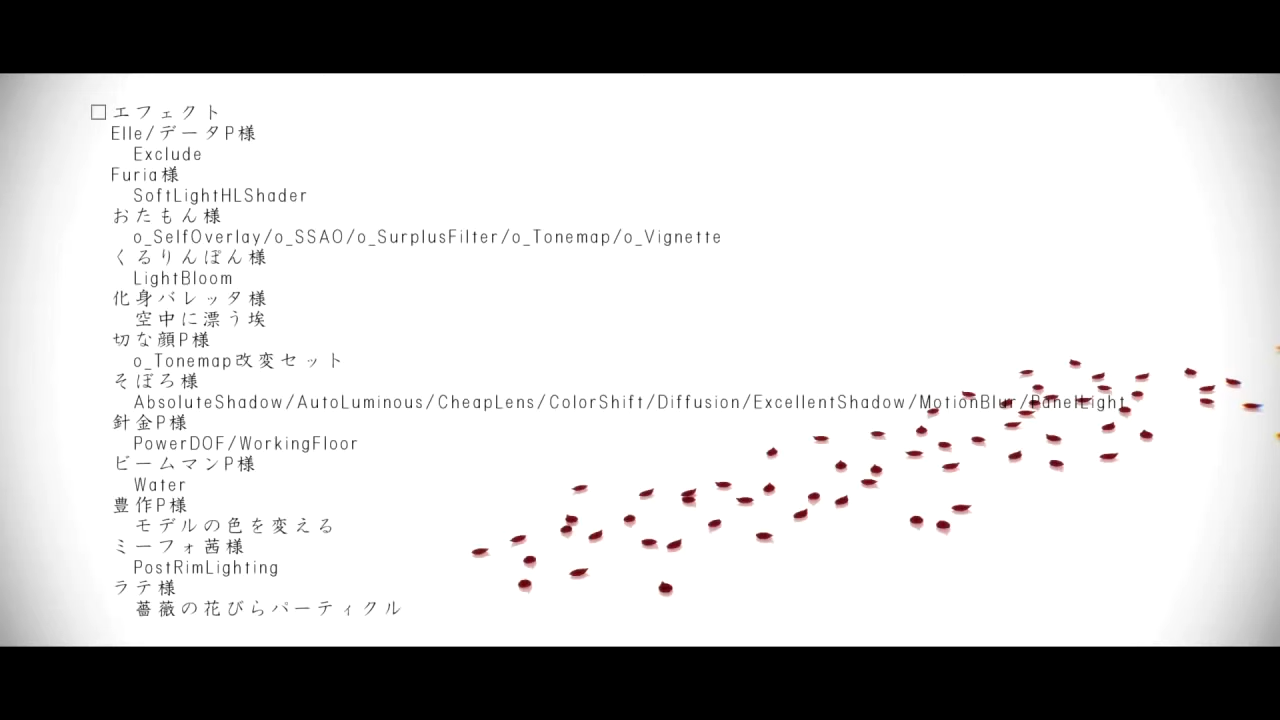 □エフェクト
Elle/データP様
Exclude
Furia様
SoftLightHLShader
おたもん様
o_SelfOverlay/o_SSAO/o_SurplusFilter/o_Tonemap/o_Vignette
くるりんぽん様
LightBloom
化身バレッタ様
空中に漂う埃
切な顔P様
o_Tonemap改変セット
そぼろ様
AbsoluteShadow/AutoLuminous/CheapLens/ColorShift/Diffusion/ExcellentShadow/MotionBlur/PanelLight
針金P様
PowerDOF/WorkingFloor
ビームマンP様
Water
豊作P様
モデルの色を変える
ミーフォ茜様
PostRimLighting
ラテ様
薔薇の花びらパーティクル